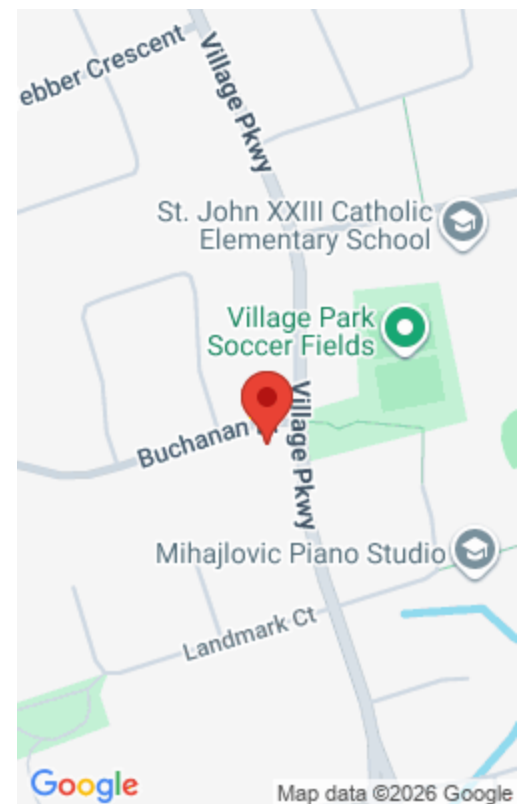 ebber Crescent
Village Pkwy
St. John XXIII Catholic
Elementary School
Village Park
Soccer Fields
Buchanan
Village Pkwy
Mihajlovic Piano Studio
Landmark Ct
Google
Map data ©2026 Google